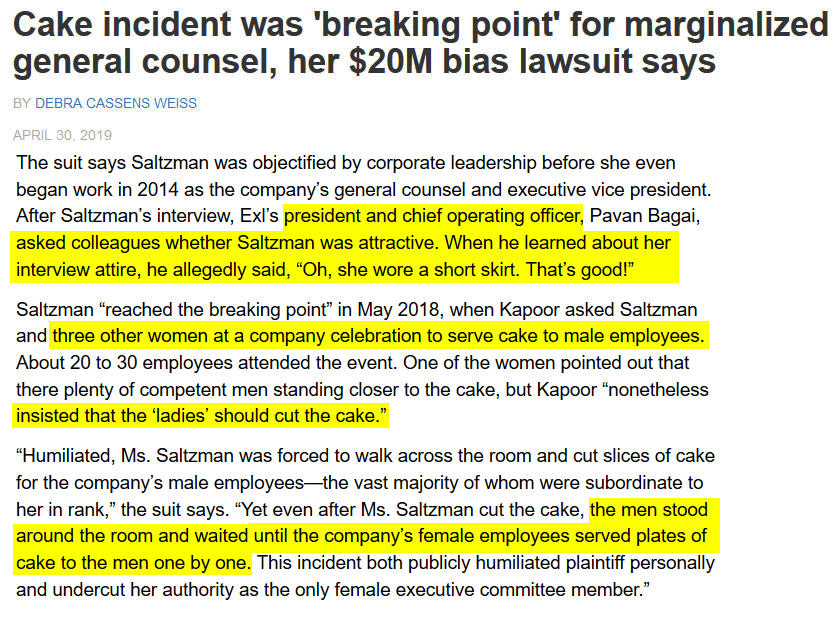 Cake incident was 'breaking point' for marginalized
general counsel, her $20M bias lawsuit says
BY DEBRA CASSENS WEISS
APRIL 30, 2019
The suit says Saltzman was objectified by corporate leadership before she even
began work in 2014 as the company’s general counsel and executive vice president.
After Saltzman’s interview, Exl’s president and chief operating officer, Pavan Bagai,
asked colleagues whether Saltzman was attractive. When he learned about her
interview attire, he allegedly said, “Oh, she wore a short skirt. That’s good!”
Saltzman “reached the breaking point” in May 2018, when Kapoor asked Saltzman
and three other women at a company celebration to serve cake to male employees.
About 20 to 30 employees attended the event. One of the women pointed out that
there plenty of competent men standing closer to the cake, but Kapoor “nonetheless
insisted that the ‘ladies’ should cut the cake.”
“Humiliated, Ms. Saltzman was forced to walk across the room and cut slices of cake
for the company’s male employees—the vast majority of whom were subordinate to
her in rank,” the suit says. “Yet even after Ms. Saltzman cut the cake, the men stood
around the room and waited until the company’s female employees served plates of
cake to the men one by one. This incident both publicly humiliated plaintiff personally
and undercut her authority as the only female executive committee member.”